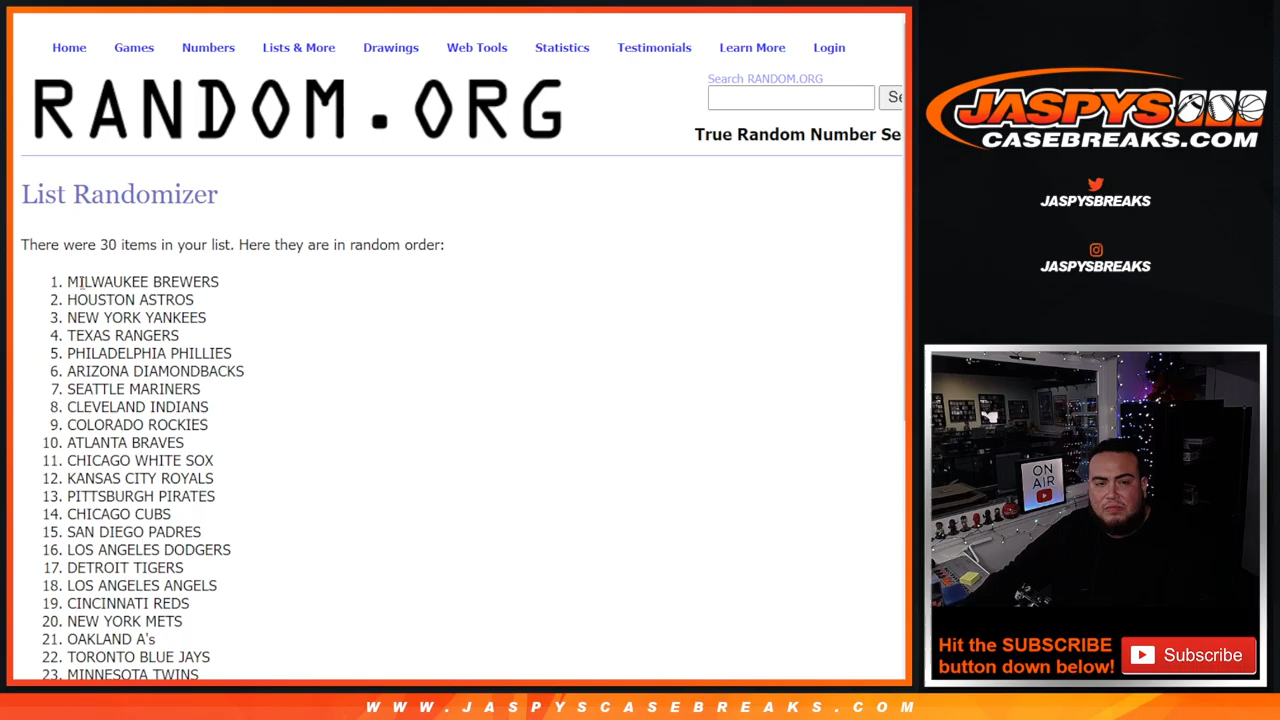 Home Games Numbers Lists & More Drawings Web Tools Statistics Testimonials Learn More Login
RANDOM.ORG
Search RANDOM.ORG
True Random Number Se
List Randomizer
There were 30 items in your list. Here they are in random order:
1. MILWAUKEE BREWERS
2. HOUSTON ASTROS
3. NEW YORK YANKEES
4. TEXAS RANGERS
5. PHILADELPHIA PHILLIES
6. ARIZONA DIAMONDBACKS
7. SEATTLE MARINERS
8. CLEVELAND INDIANS
9. COLORADO ROCKIES
10. ATLANTA BRAVES
11. CHICAGO WHITE SOX
12. KANSAS CITY ROYALS
13. PITTSBURGH PIRATES
14. CHICAGO CUBS
15. SAN DIEGO PADRES
16. LOS ANGELES DODGERS
17. DETROIT TIGERS
18. LOS ANGELES ANGELS
19. CINCINNATI REDS
20. NEW YORK METS
21. OAKLAND A's
22. TORONTO BLUE JAYS
23. MINNESOTA TWINS
JASPYS
CASEBREAKS.COM
JASPYSBREAKS
JASPYSBREAKS
ON
AIR
Hit the SUBSCRIBE
button down below!
Subscribe
WWW.JASPYSCASEBREAKS.COM